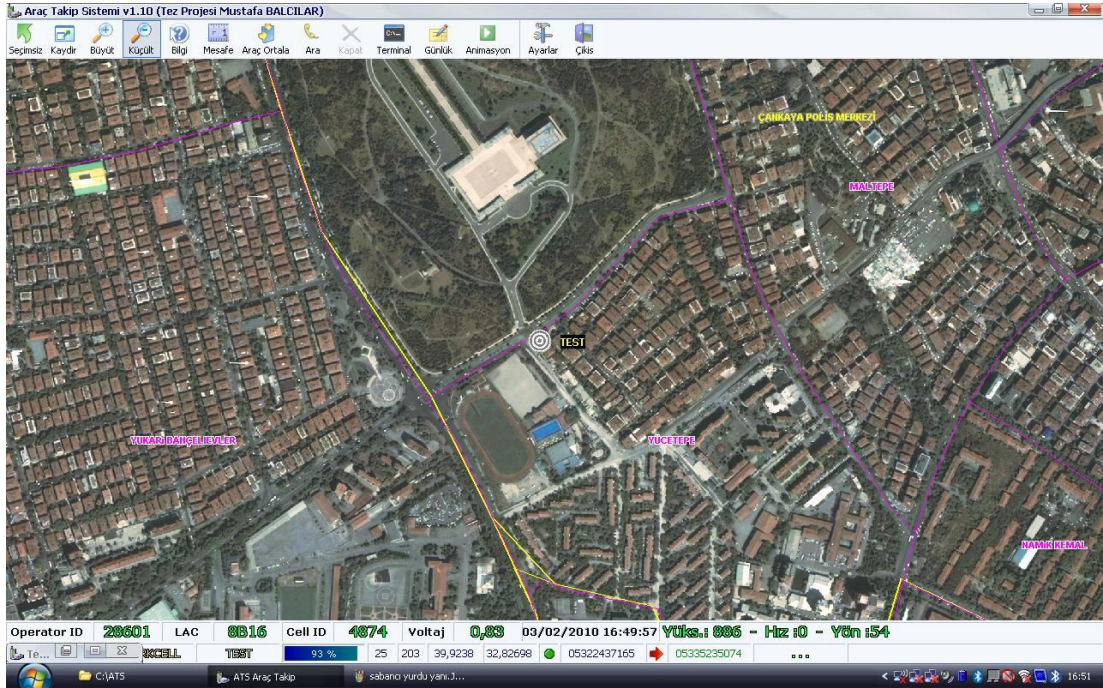 Araç Takip Sistemi v1.10 (Tez Projesi Mustafa BALCILAR)
Seçimsiz Kaydir Büyüt Küçült Bilgi Mesafe Araç Ortala Ara Kapat Terminal Günlük Animasyon Ayarlar Çikis
ÇANKAYA POLİS MERKEZİ
MALTEPE
TEST
YUKARI BAHÇELIEVLER
YÜCETEPE
NAMIK KEMAL
Operator ID 28601 LAC 8B16 Cell ID 4874 Voltaj 0,83 03/02/2010 16:49:57 Yüks.: 886 - Hız :0 - Yön :54
Te... RKCELL TEST 93 % 25 203 39,9238 32,82698 05322437165 05335235074 ...
C:\ATS ATS Araç Takip sabancı yurdu yanı.J... 16:51